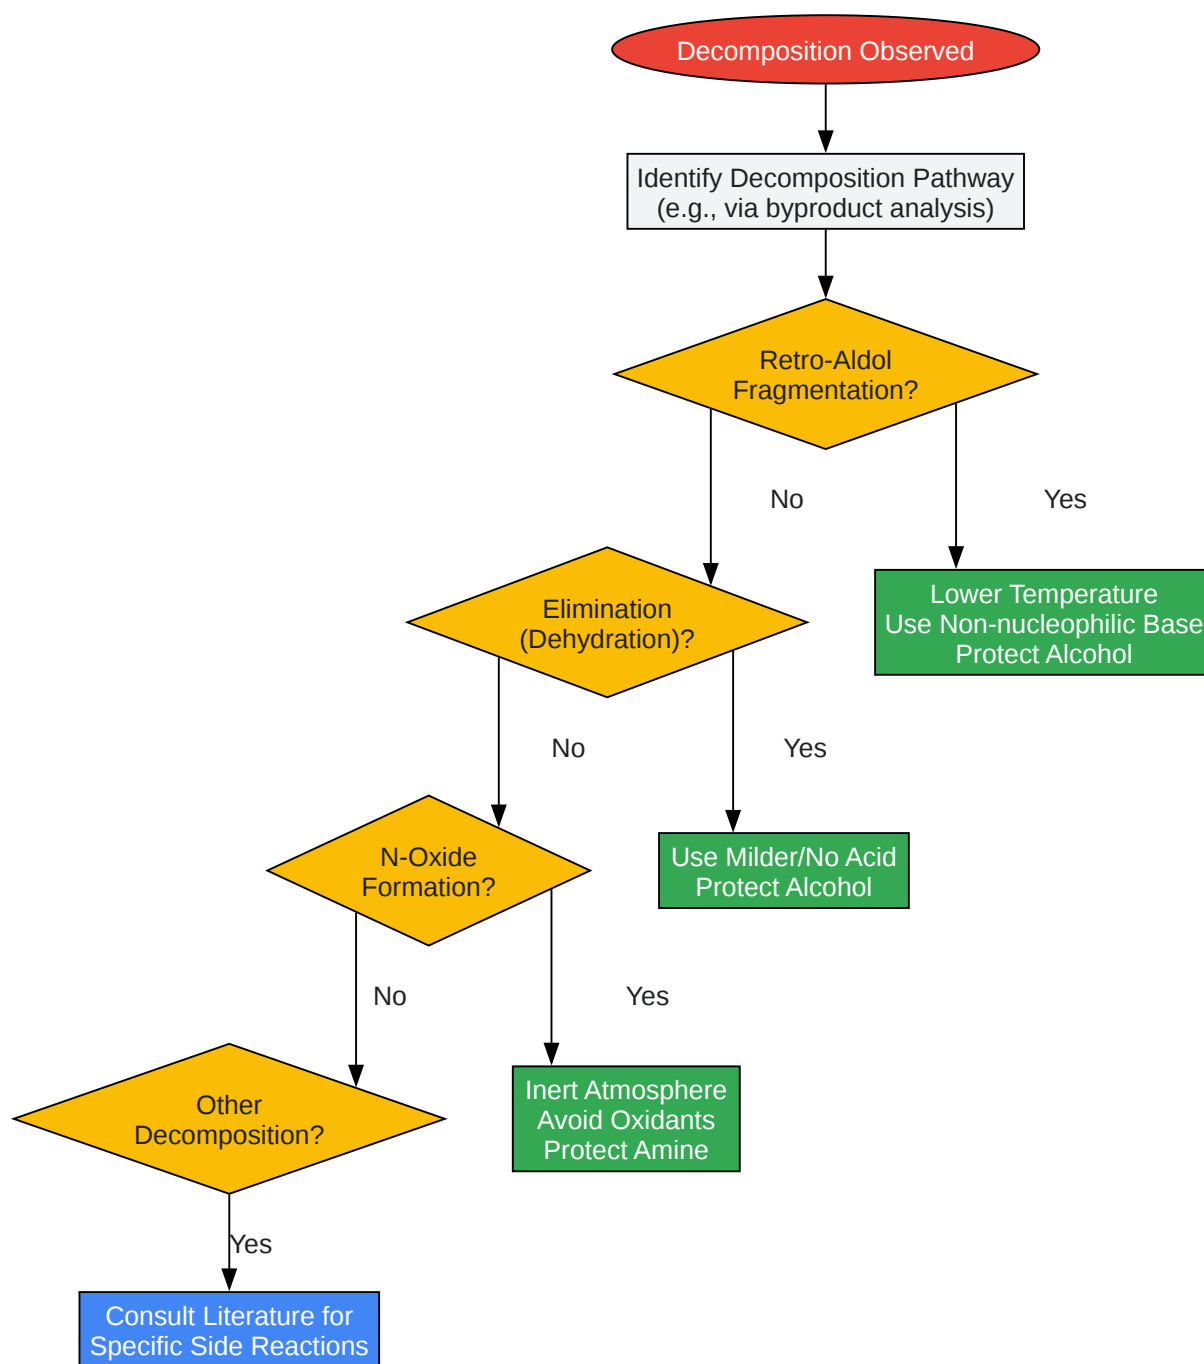 Decomposition Observed
Identify Decomposition Pathway
(e.g., via byproduct analysis)
Retro-Aldol
Fragmentation?
No
Yes
Elimination
(Dehydration)?
Lower Temperature
Use Non-nucleophilic Base
Protect Alcohol
No
Yes
N-Oxide
Formation?
Use Milder/No Acid
Protect Alcohol
No
Yes
Other
Decomposition?
Inert Atmosphere
Avoid Oxidants
Protect Amine
Yes
Consult Literature for
Specific Side Reactions